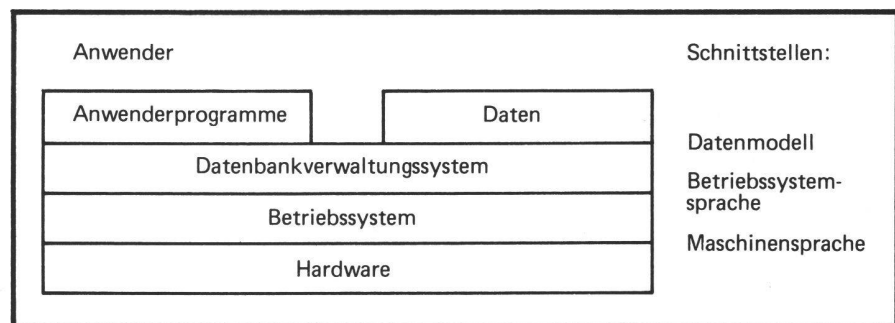 Anwender
Schnittstellen:
Anwenderprogramme
Daten
Datenmodell
Datenbankverwaltungssystem
Betriebssystem-
sprache
Betriebssystem
Maschinensprache
Hardware